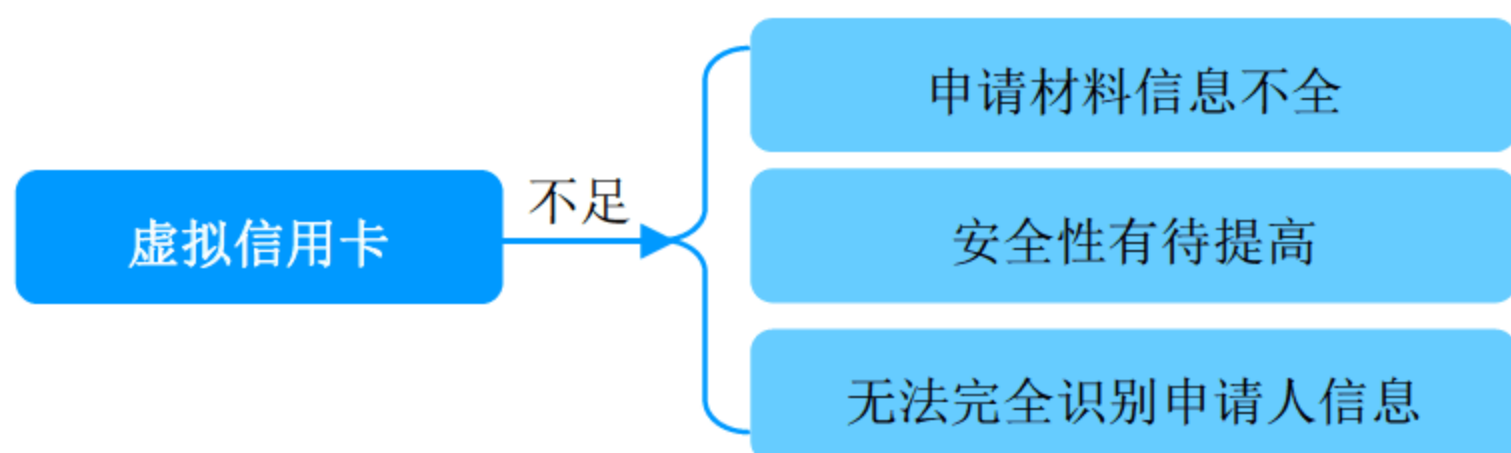 虚拟信用卡
不足
申请材料信息不全
安全性有待提高
无法完全识别申请人信息